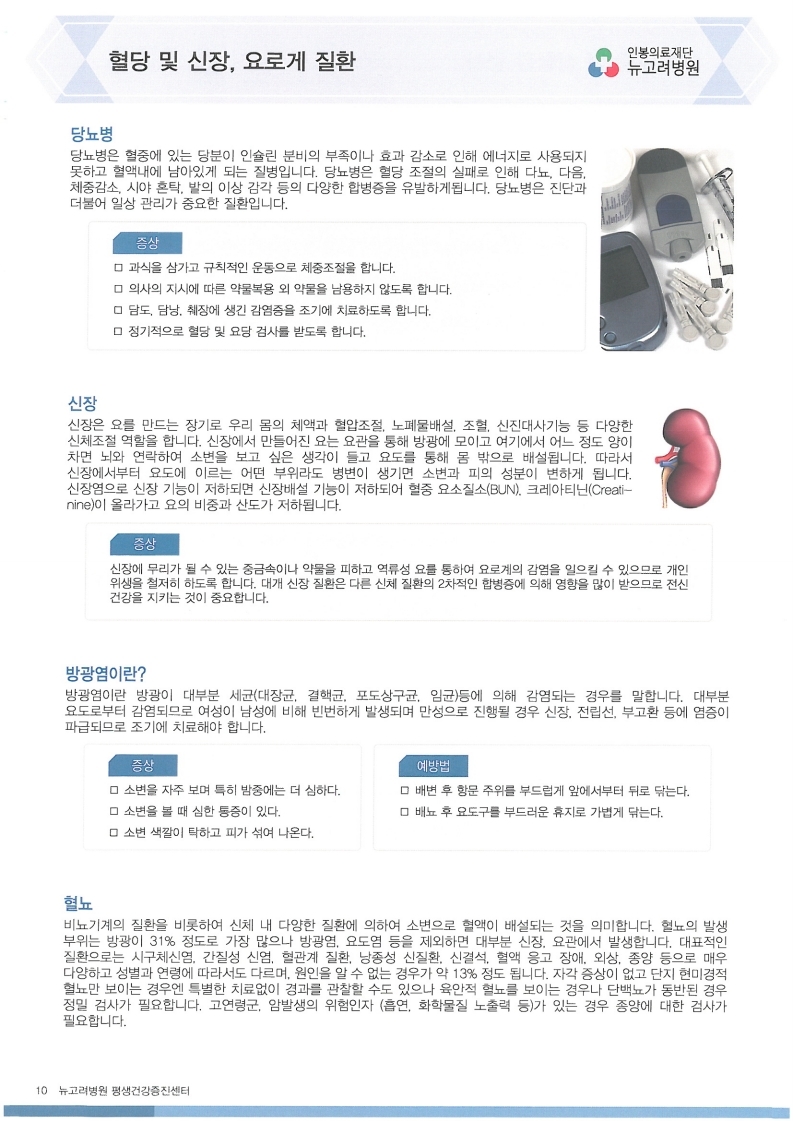 혈당 및 신장, 요로게 질환
인봉의료재단
뉴고려병원
당뇨병
당뇨병은 혈중에 있는 당분이 인슐린 분비의 부족이나 효과 감소로 인해 에너지로 사용되지
못하고 혈액내에 남아있게 되는 질병입니다. 당뇨병은 혈당 조절의 실패로 인해 다뇨, 다음,
체중감소, 시야 혼탁, 발의 이상 감각 등의 다양한 합병증을 유발하게됩니다. 당뇨병은 진단과
더불어 일상 관리가 중요한 질환입니다.
증상
□ 과식을 삼가고 규칙적인 운동으로 체중조절을 합니다.
□ 의사의 지시에 따른 약물복용 외 약물을 남용하지 않도록 합니다.
□ 담도, 담낭, 췌장에 생긴 감염증을 조기에 치료하도록 합니다.
□ 정기적으로 혈당 및 요당 검사를 받도록 합니다.
신장
신장은 요를 만드는 장기로 우리 몸의 체액과 혈압조절, 노폐물배설, 조혈, 신진대사기능 등 다양한
신체조절 역할을 합니다. 신장에서 만들어진 요는 요관을 통해 방광에 모이고 여기에서 어느 정도 양이
차면 뇌와 연락하여 소변을 보고 싶은 생각이 들고 요도를 통해 몸 밖으로 배설됩니다. 따라서
신장에서부터 요도에 이르는 어떤 부위라도 병변이 생기면 소변과 피의 성분이 변하게 됩니다.
신장염으로 신장 기능이 저하되면 신장배설 기능이 저하되어 혈중 요소질소(BUN), 크레아티닌(Creati-
nine)이 올라가고 요의 비중과 산도가 저하됩니다.
증상
신장에 무리가 될 수 있는 중금속이나 약물을 피하고 역류성 요를 통하여 요로계의 감염을 일으킬 수 있으므로 개인
위생을 철저히 하도록 합니다. 대개 신장 질환은 다른 신체 질환의 2차적인 합병증에 의해 영향을 많이 받으므로 전신
건강을 지키는 것이 중요합니다.
방광염이란?
방광염이란 방광이 대부분 세균(대장균, 결핵균, 포도상구균, 임균)등에 의해 감염되는 경우를 말합니다. 대부분
요도로부터 감염되므로 여성이 남성에 비해 빈번하게 발생되며 만성으로 진행될 경우 신장, 전립선, 부고환 등에 염증이
파급되므로 조기에 치료해야 합니다.
증상
□ 소변을 자주 보며 특히 밤중에는 더 심하다.
□ 소변을 볼 때 심한 통증이 있다.
□ 소변 색깔이 탁하고 피가 섞여 나온다.
예방법
□ 배변 후 항문 주위를 부드럽게 앞에서부터 뒤로 닦는다.
□ 배뇨 후 요도구를 부드러운 휴지로 가볍게 닦는다.
혈뇨
비뇨기계의 질환을 비롯하여 신체 내 다양한 질환에 의하여 소변으로 혈액이 배설되는 것을 의미합니다. 혈뇨의 발생
부위는 방광이 31% 정도로 가장 많으나 방광염, 요도염 등을 제외하면 대부분 신장, 요관에서 발생합니다. 대표적인
질환으로는 사구체신염, 간질성 신염, 혈관계 질환, 낭종성 신질환, 신결석, 혈액 응고 장애, 외상, 종양 등으로 매우
다양하고 성별과 연령에 따라서도 다르며, 원인을 알 수 없는 경우가 약 13% 정도 됩니다. 자각 증상이 없고 단지 현미경적
혈뇨만 보이는 경우엔 특별한 치료없이 경과를 관찰할 수도 있으나 육안적 혈뇨를 보이는 경우나 단백뇨가 동반된 경우
정밀 검사가 필요합니다. 고연령군, 암발생의 위험인자 (흡연, 화학물질 노출력 등)가 있는 경우 종양에 대한 검사가
필요합니다.
10 뉴고려병원 평생건강증진센터